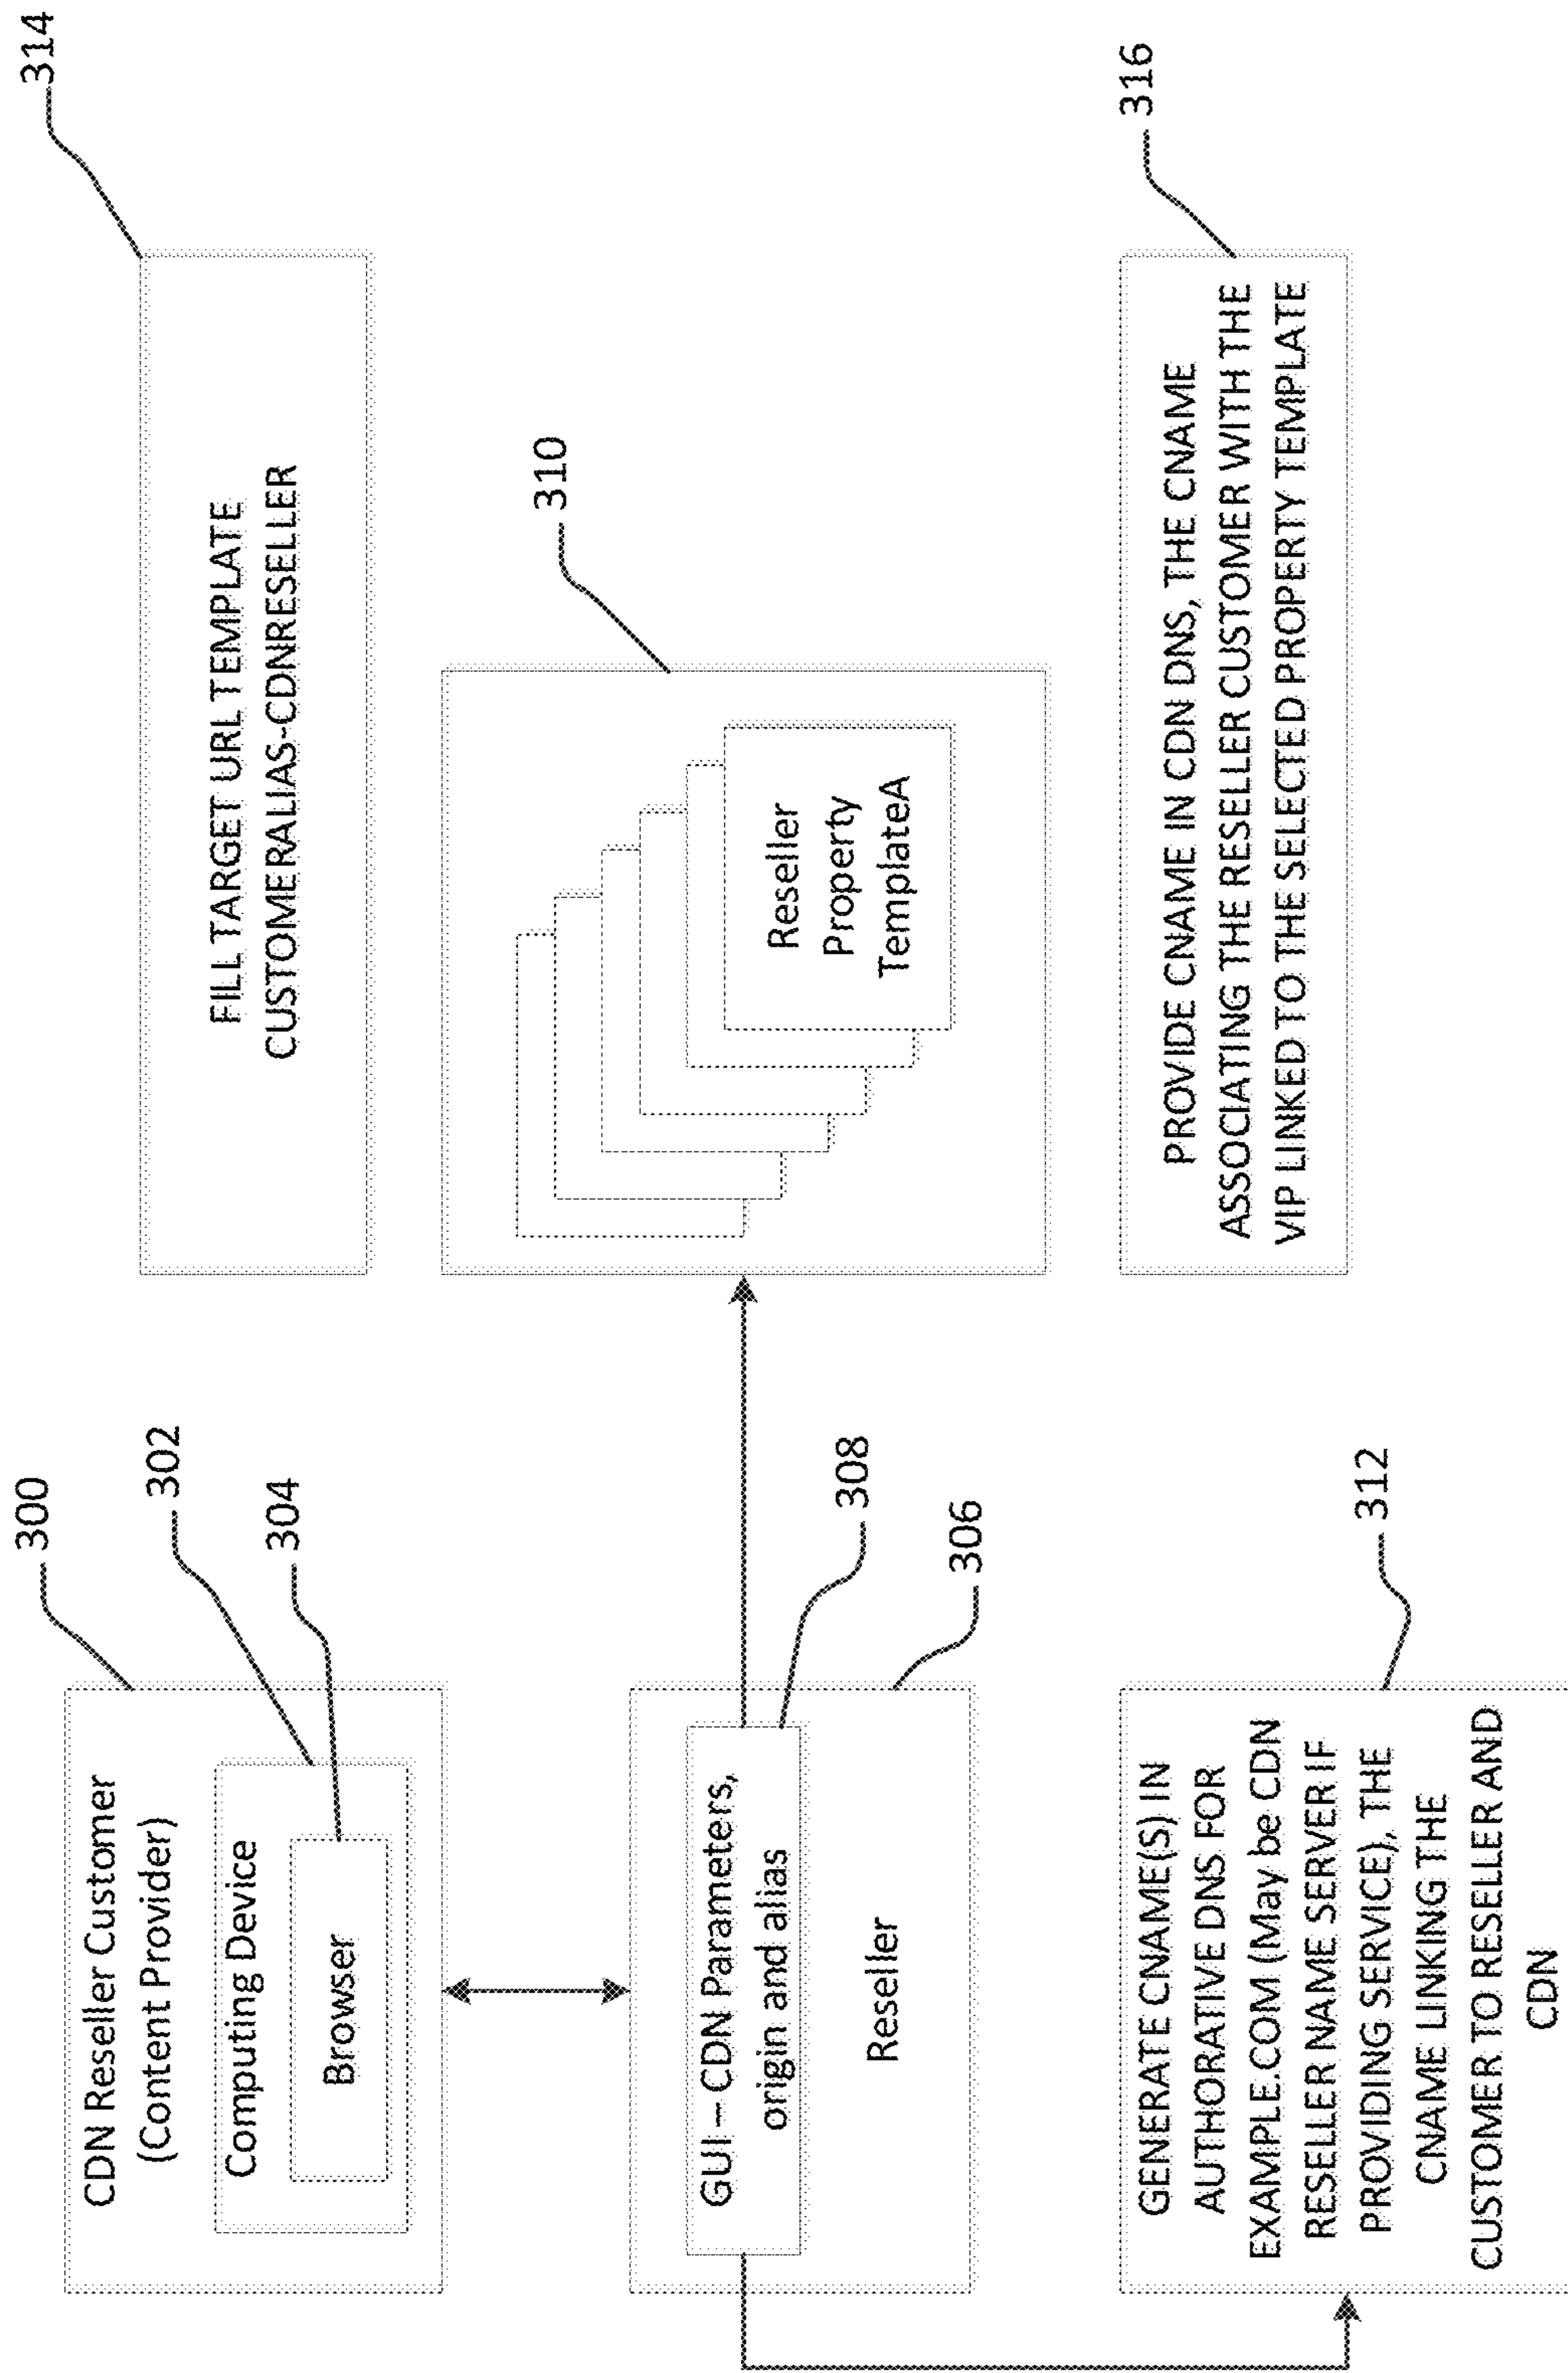 300
CDN Reseller Customer
(Content Provider)
302
Computing Device
304
Browser
GUI – CDN Parameters,
origin and alias
308
Reseller
306
GENERATE CNAME(S) IN
AUTHORATIVE DNS FOR
EXAMPLE.COM (May be CDN
RESELLER NAME SERVER IF
PROVIDING SERVICE), THE
CNAME LINKING THE
CUSTOMER TO RESELLER AND
CDN
312
314
FILL TARGET URL TEMPLATE
CUSTOMERALIAS-CDNRESELLER
310
Reseller
Property
TemplateA
316
PROVIDE CNAME IN CDN DNS, THE CNAME
ASSOCIATING THE RESELLER CUSTOMER WITH THE
VIP LINKED TO THE SELECTED PROPERTY TEMPLATE